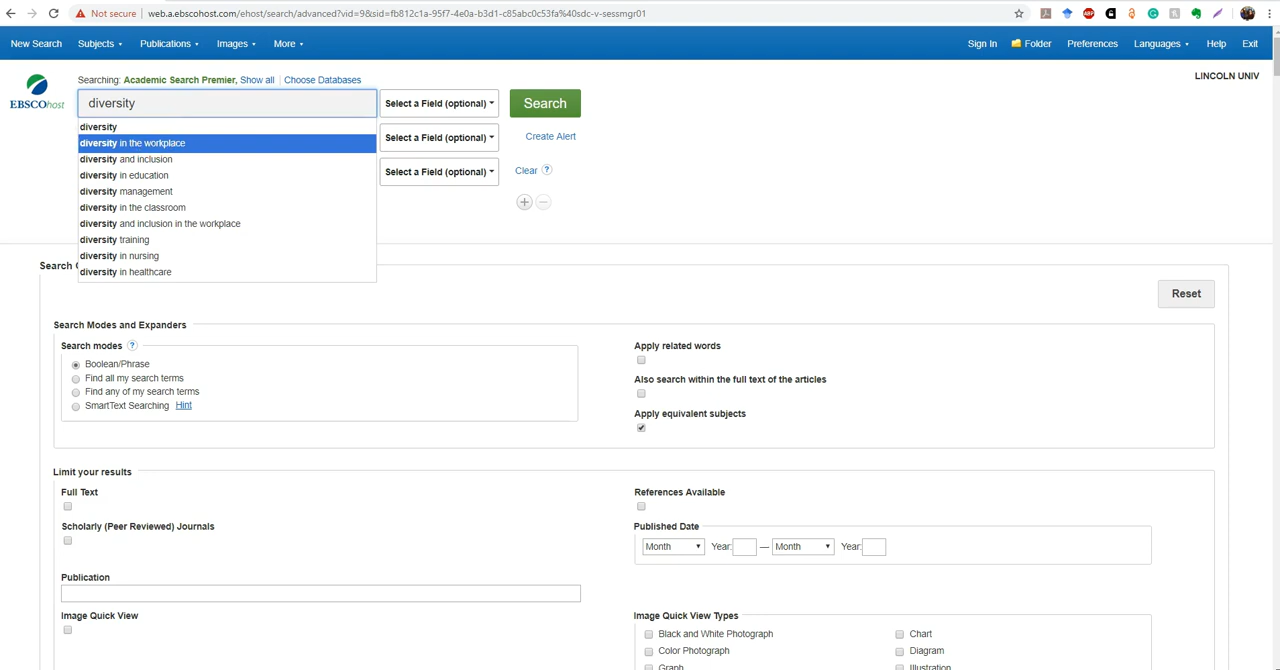 Not secure web.a.ebscohost.com/ehost/search/advanced?vid=9&sid=fb812c1a-95f7-4e0a-b3d1-c85abc0c53fa%40sdc-v-sessmgr01
New Search Subjects Publications Images More Sign In Folder Preferences Languages Help Exit
Searching: Academic Search Premier, Show all Choose Databases
LINCOLN UNIV
EBSCOhost
diversity Select a Field (optional) Search
diversity
Select a Field (optional) Create Alert
diversity in the workplace
diversity and inclusion
Select a Field (optional) Clear ?
diversity in education
diversity management
diversity in the classroom
diversity and inclusion in the workplace
diversity training
diversity in nursing
diversity in healthcare
Search
Reset
Search Modes and Expanders
Search modes ?
Boolean/Phrase
Find all my search terms
Find any of my search terms
SmartText Searching Hint
Apply related words
Also search within the full text of the articles
Apply equivalent subjects
Limit your results
Full Text
References Available
Scholarly (Peer Reviewed) Journals
Published Date
Month Year: — Month Year:
Publication
Image Quick View
Image Quick View Types
Black and White Photograph Chart
Color Photograph Diagram
Graph Illustration